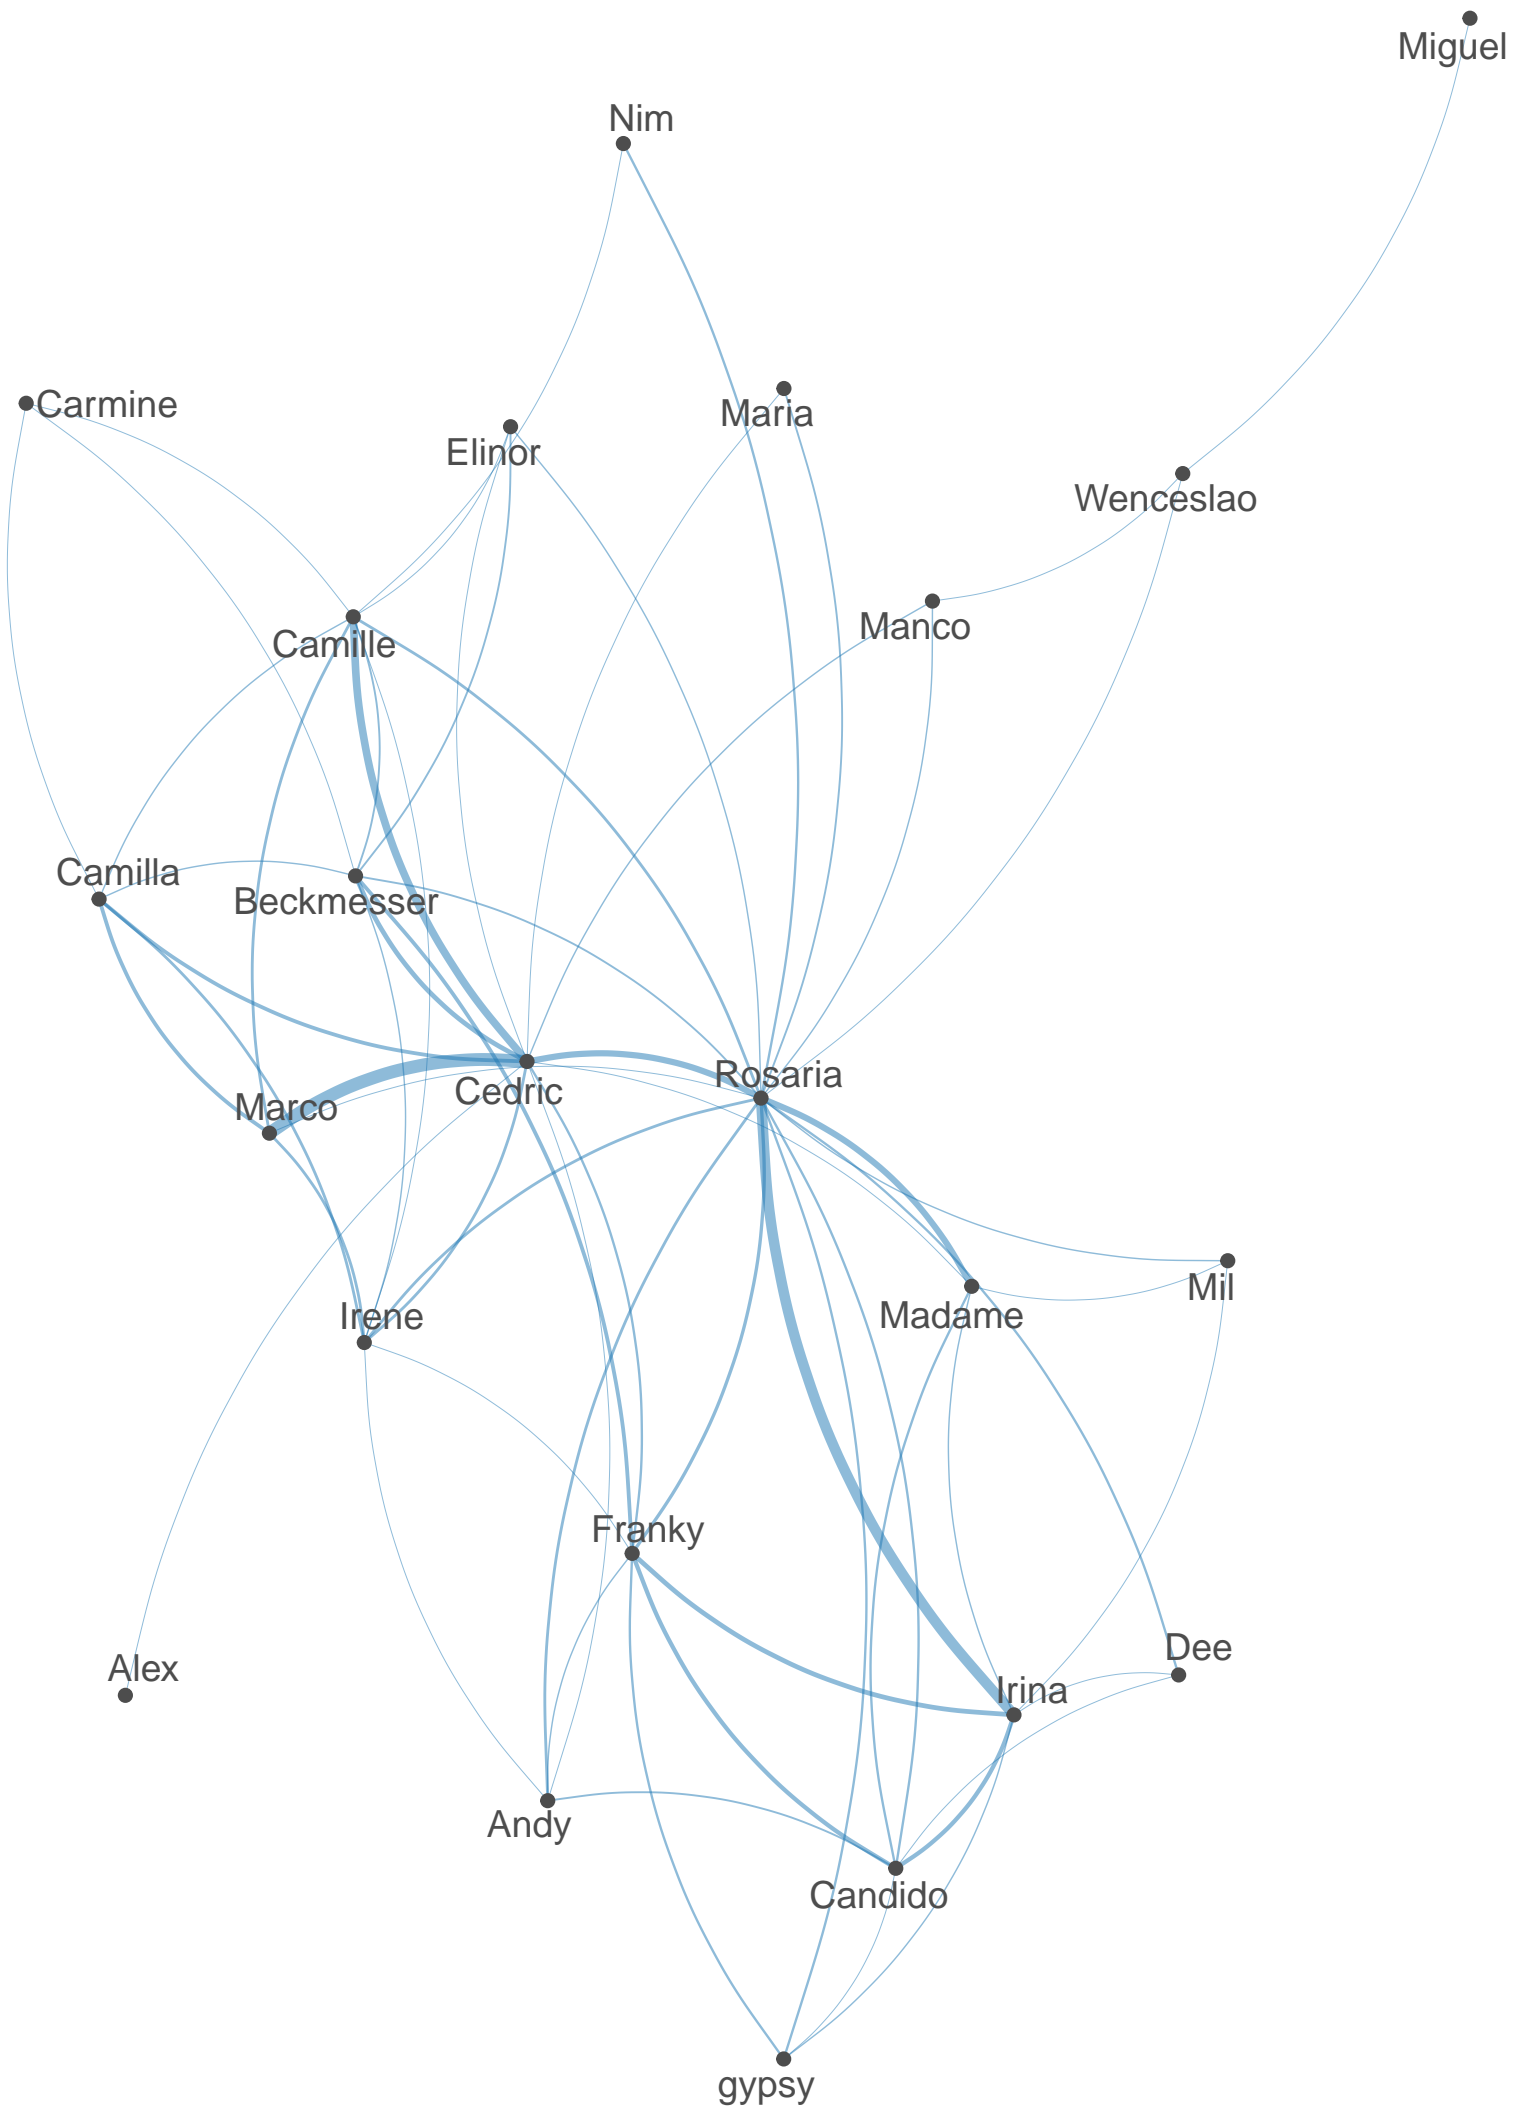 Miguel
Nim
Carmine
Maria
Elinor
Wenceslao
Manco
Camille
Camilla
Beckmesser
Rosaria
Cedric
Marco
Mil
Madame
Irene
Franky
Dee
Alex
Irina
Andy
Candido
gypsy